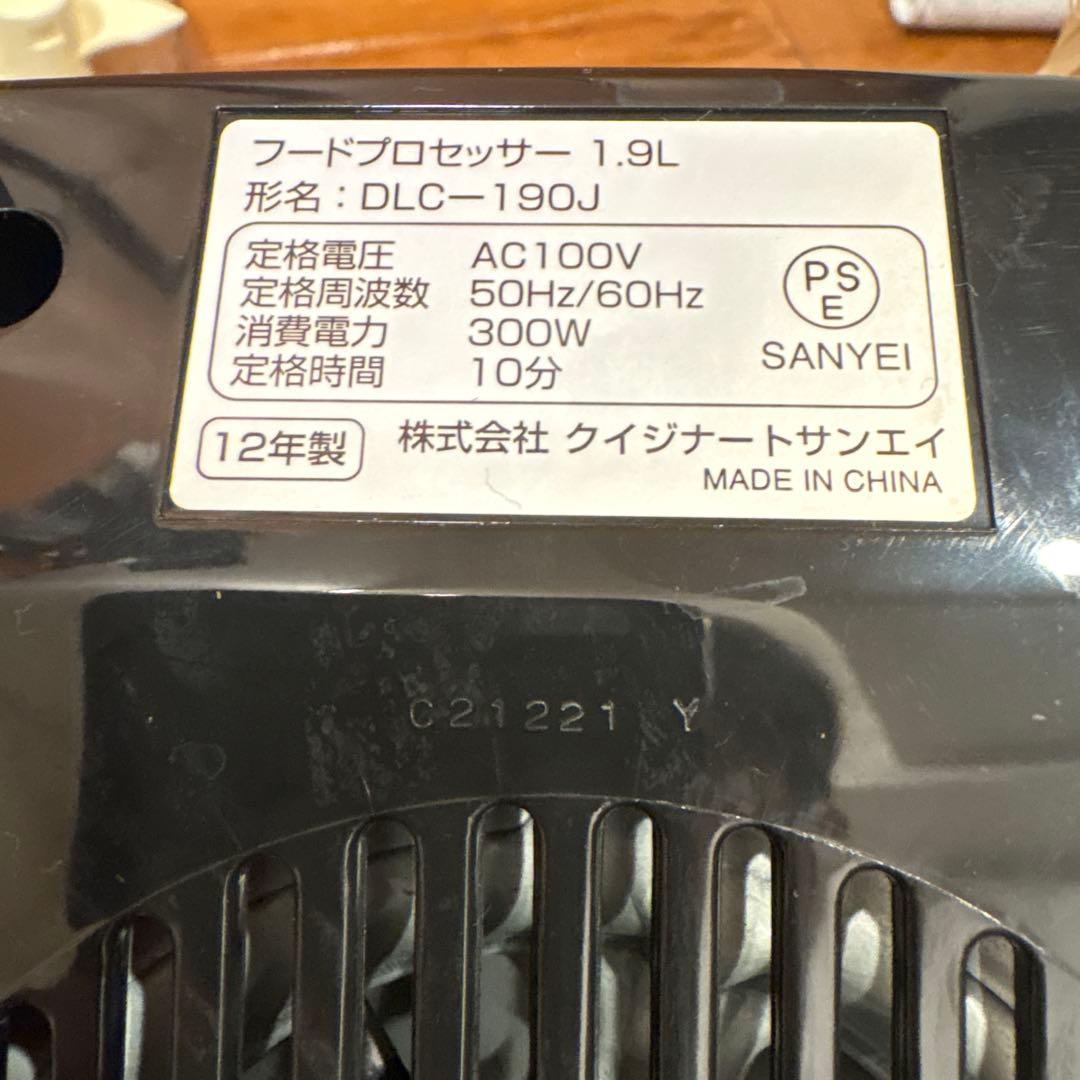 フードプロセッサー 1.9L
形名：DLC－190J
定格電圧 AC100V
定格周波数 50Hz/60Hz
消費電力 300W
定格時間 10分
PS
E
SANYEI
12年製
株式会社 クイジナートサンエイ
MADE IN CHINA
C21221 Y